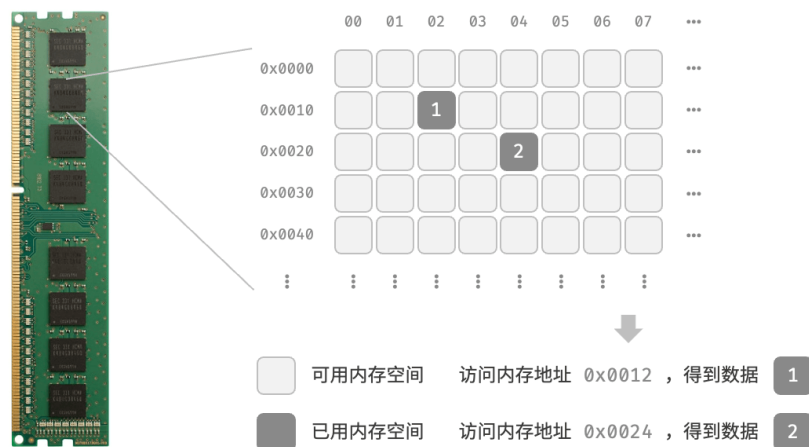 00 01 02 03 04 05 06 07 •••
0x0000 •••
0x0010 1 •••
0x0020 2 •••
0x0030 •••
0x0040 •••
可用内存空间 访问内存地址 0x0012 ，得到数据 1
已用内存空间 访问内存地址 0x0024 ，得到数据 2